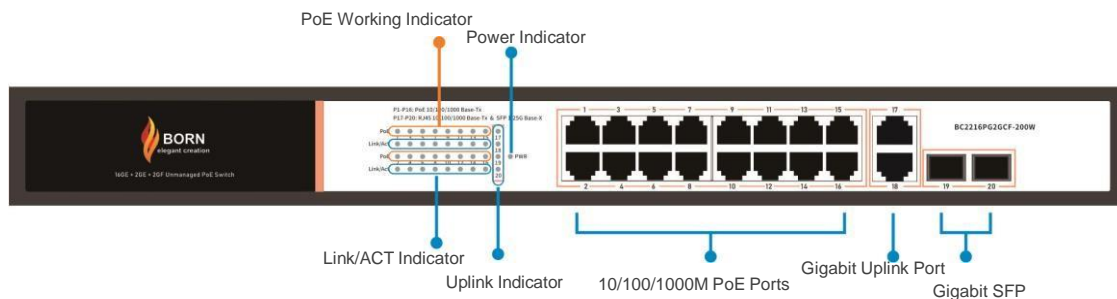 PoE Working Indicator
Power Indicator
P1-P16: PoE 10/100/1000 Base-Tx
P17-P20: RJ45 10/100/1000 Base-Tx & SFP 1.25G Base-X
1 3 5 7 9 11 13 15 17
BC2216PG2GCF-200W
BORN
elegant creation
16GE + 2GE + 2GF Unmanaged PoE Switch
PoE
Link/Act
PoE
Link/Act
17
18
19
20
PWR
2 4 6 8 10 12 14 16 18 19 20
Link/ACT Indicator
Uplink Indicator
10/100/1000M PoE Ports
Gigabit Uplink Port
Gigabit SFP